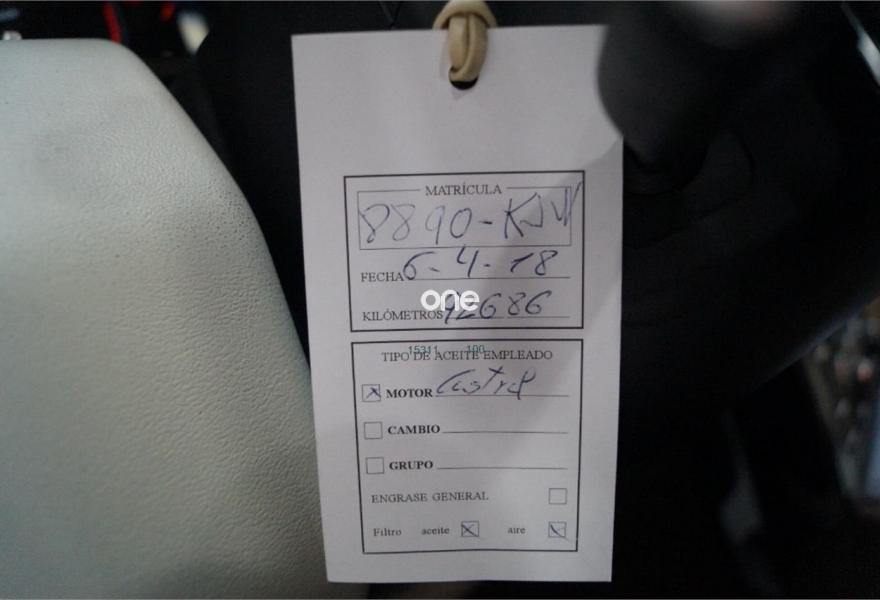 MATRÍCULA
8890-KJW
FECHA 6-4-18
KILÓMETROS 92686
one
15311 100
TIPO DE ACEITE EMPLEADO
MOTOR Castrol
CAMBIO
GRUPO
ENGRASE GENERAL
Filtro aceite aire